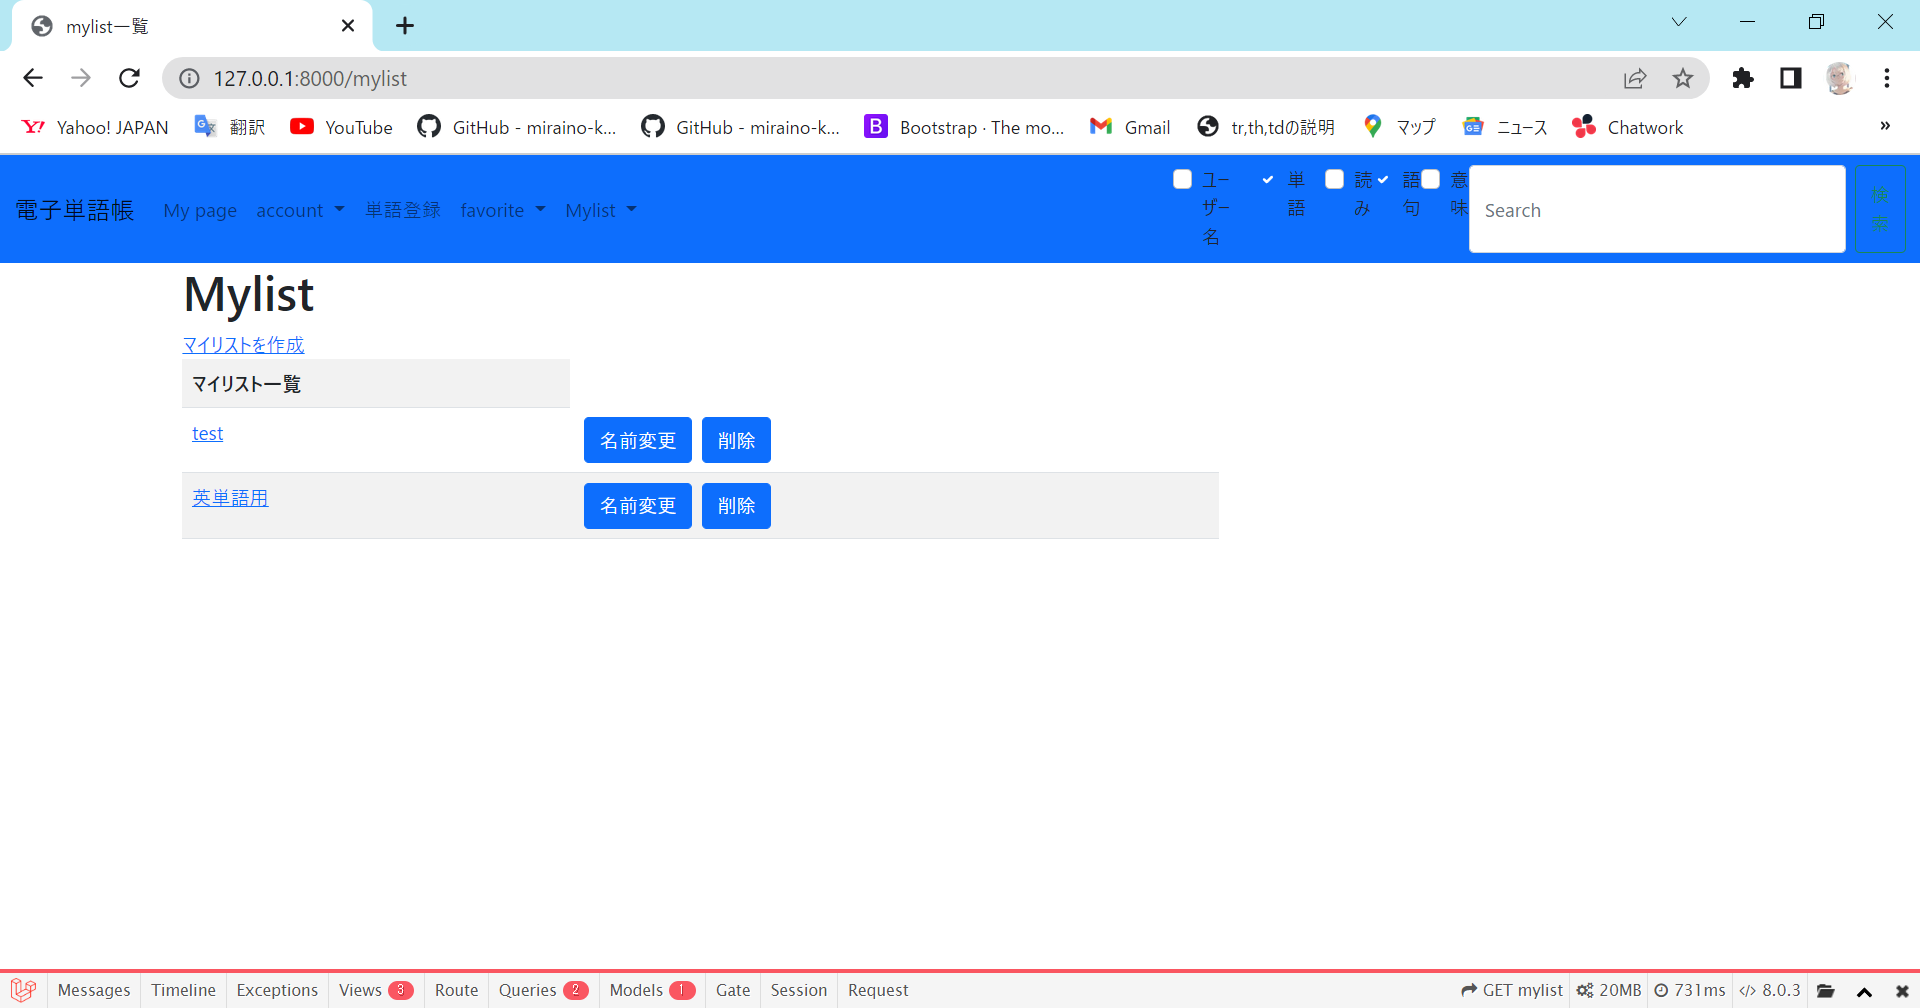 mylist一覧
127.0.0.1:8000/mylist
Yahoo! JAPAN 翻訳 YouTube GitHub - miraino-k... GitHub - miraino-k... Bootstrap · The mo... Gmail tr,th,tdの説明 マップ ニュース Chatwork »
電子単語帳 My page account 単語登録 favorite Mylist ユーザー名 単語 読み 語句 意味 Search 検索
Mylist
マイリストを作成
マイリスト一覧
test 名前変更 削除
英単語用 名前変更 削除
Messages Timeline Exceptions Views 3 Route Queries 2 Models 1 Gate Session Request GET mylist 20MB 731ms </> 8.0.3